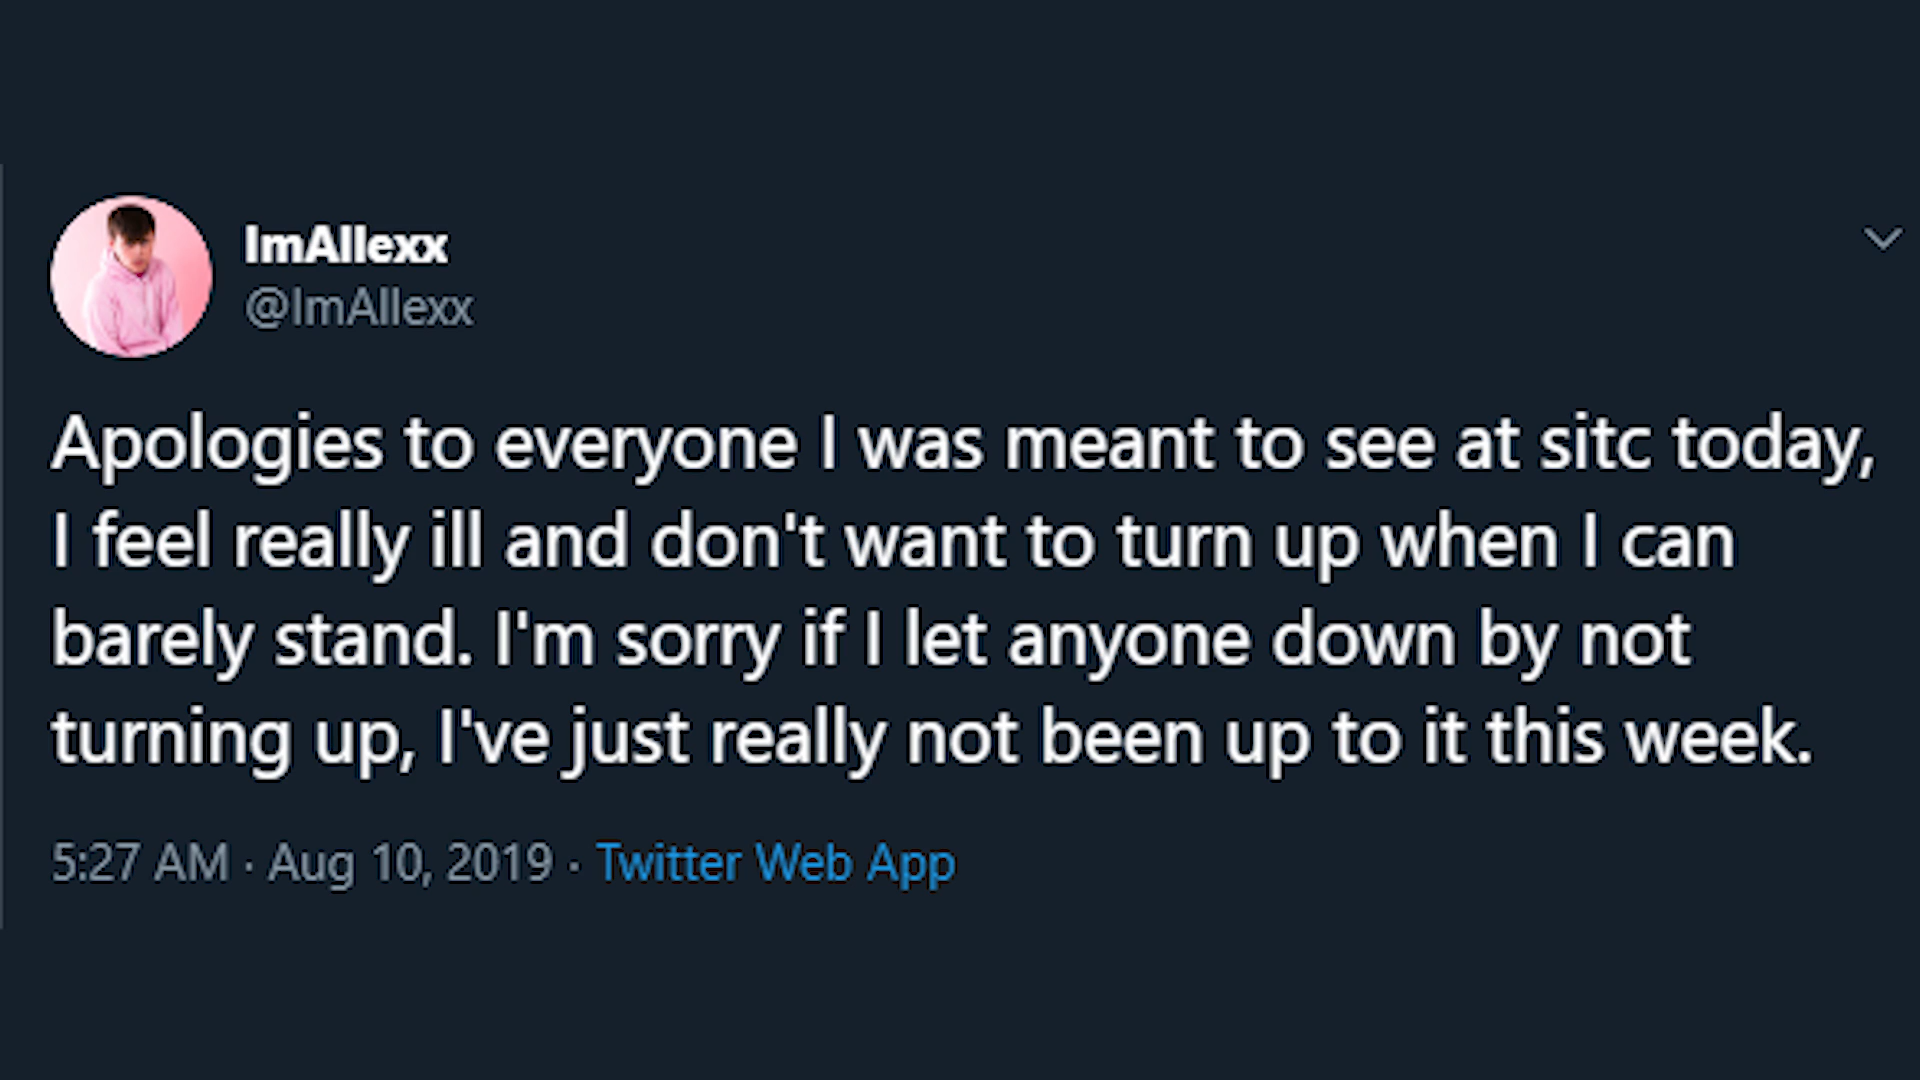 ImAllexx
@ImAllexx
Apologies to everyone I was meant to see at sitc today,
I feel really ill and don't want to turn up when I can
barely stand. I'm sorry if I let anyone down by not
turning up, I've just really not been up to it this week.
5:27 AM · Aug 10, 2019 · Twitter Web App